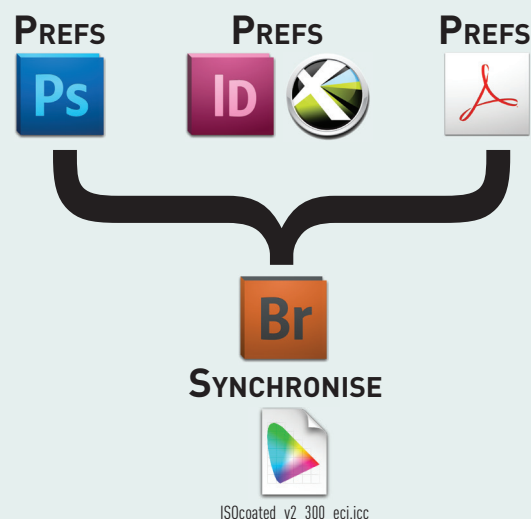 PREFS PREFS PREFS
Ps ID
Br
SYNCHRONISE
ISOcoated_v2_300_eci.icc